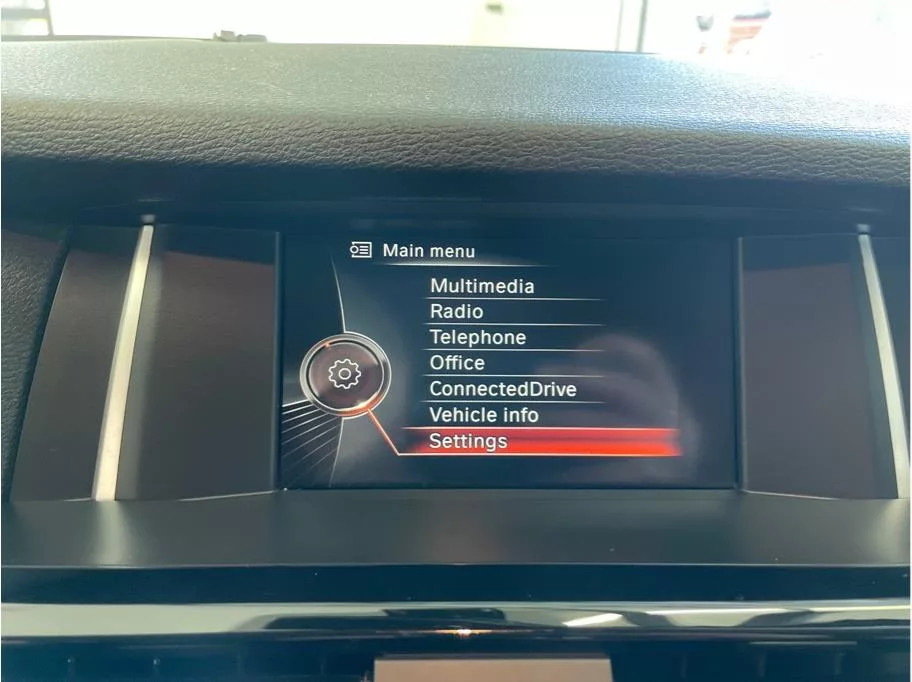 Main menu
Multimedia
Radio
Telephone
Office
ConnectedDrive
Vehicle info
Settings